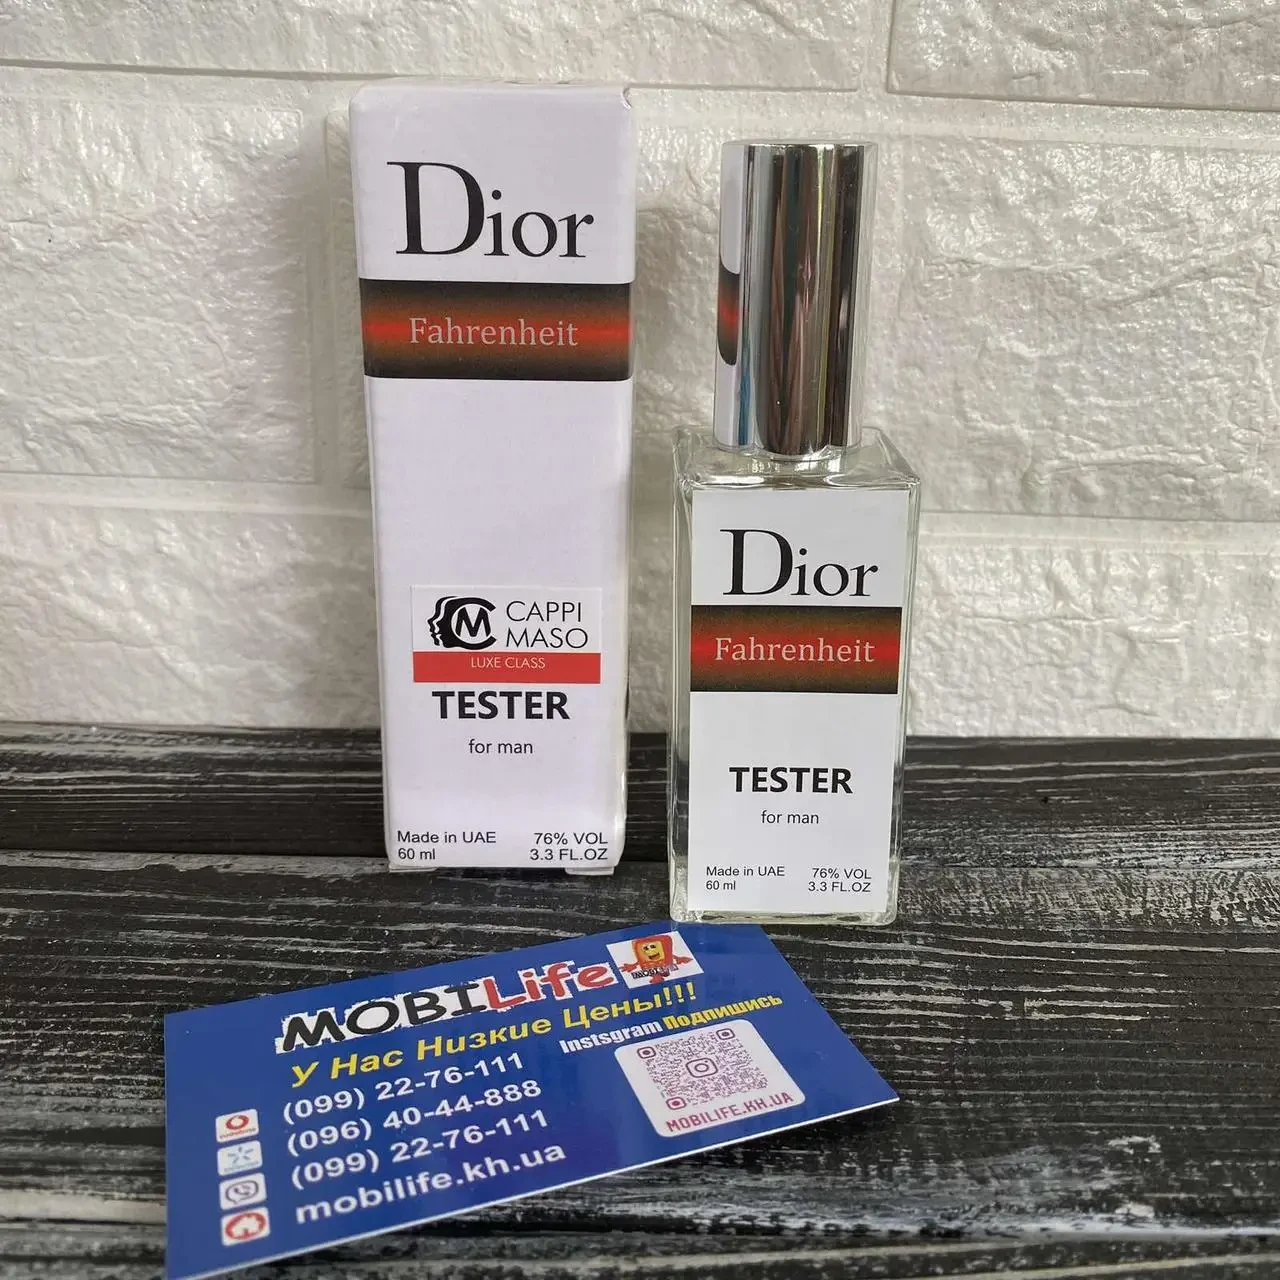 Dior
Fahrenheit
CM
CAPPI
MASO
LUXE CLASS
TESTER
for man
Made in UAE 76% VOL
60 ml 3.3 FL.OZ
Dior
Fahrenheit
TESTER
for man
Made in UAE 76% VOL
60 ml 3.3 FL.OZ
MOBILife
У Нас Низкие Цены!!!
Instsgram Подпишись
(099) 22-76-111
(096) 40-44-888
(099) 22-76-111
mobilife.kh.ua
MOBILIFE.KH.UA